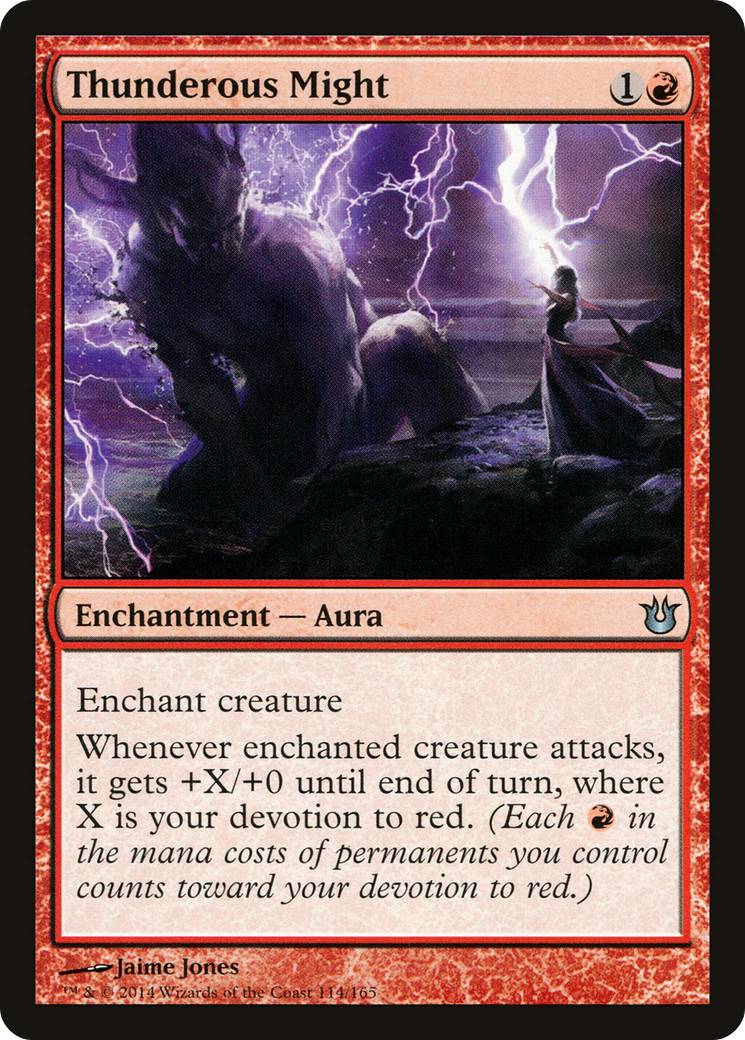 Thunderous Might 1
Enchantment — Aura
Enchant creature
Whenever enchanted creature attacks,
it gets +X/+0 until end of turn, where
X is your devotion to red. (Each in
the mana costs of permanents you control
counts toward your devotion to red.)
Jaime Jones
™ & © 2014 Wizards of the Coast 114/165